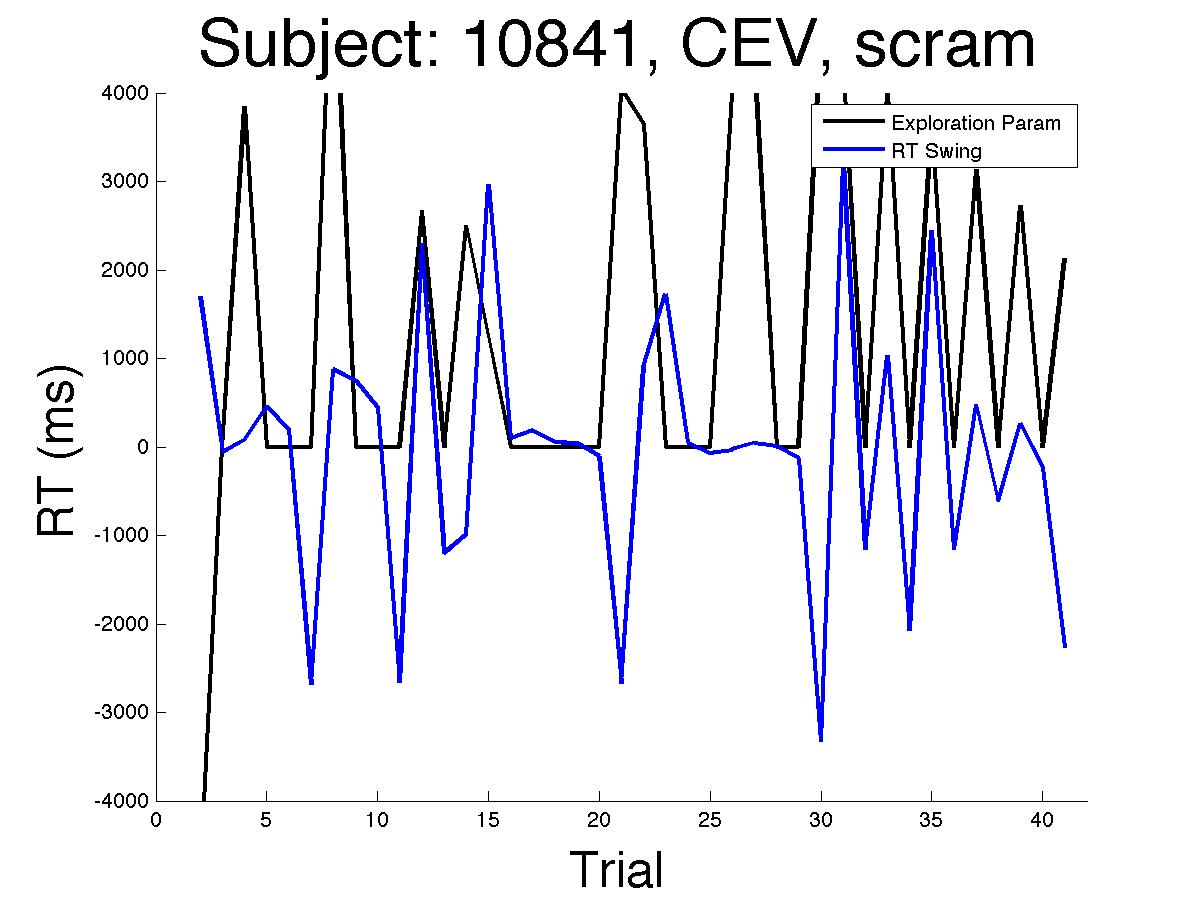 Subject: 10841, CEV, scram
4000
3000
2000
1000
0
-1000
-2000
-3000
-4000
RT (ms)
Exploration Param
RT Swing
0 5 10 15 20 25 30 35 40
Trial